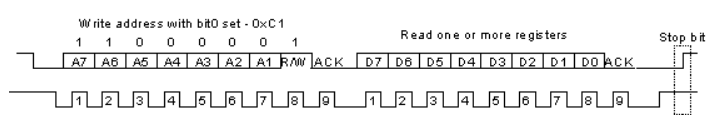 Write address with bit0 set - 0xC1
Read one or more registers
Stop bit
1 1 0 0 0 0 0 1
A7 A6 A5 A4 A3 A2 A1 R/W ACK D7 D6 D5 D4 D3 D2 D1 D0 ACK
1 2 3 4 5 6 7 8 9 1 2 3 4 5 6 7 8 9